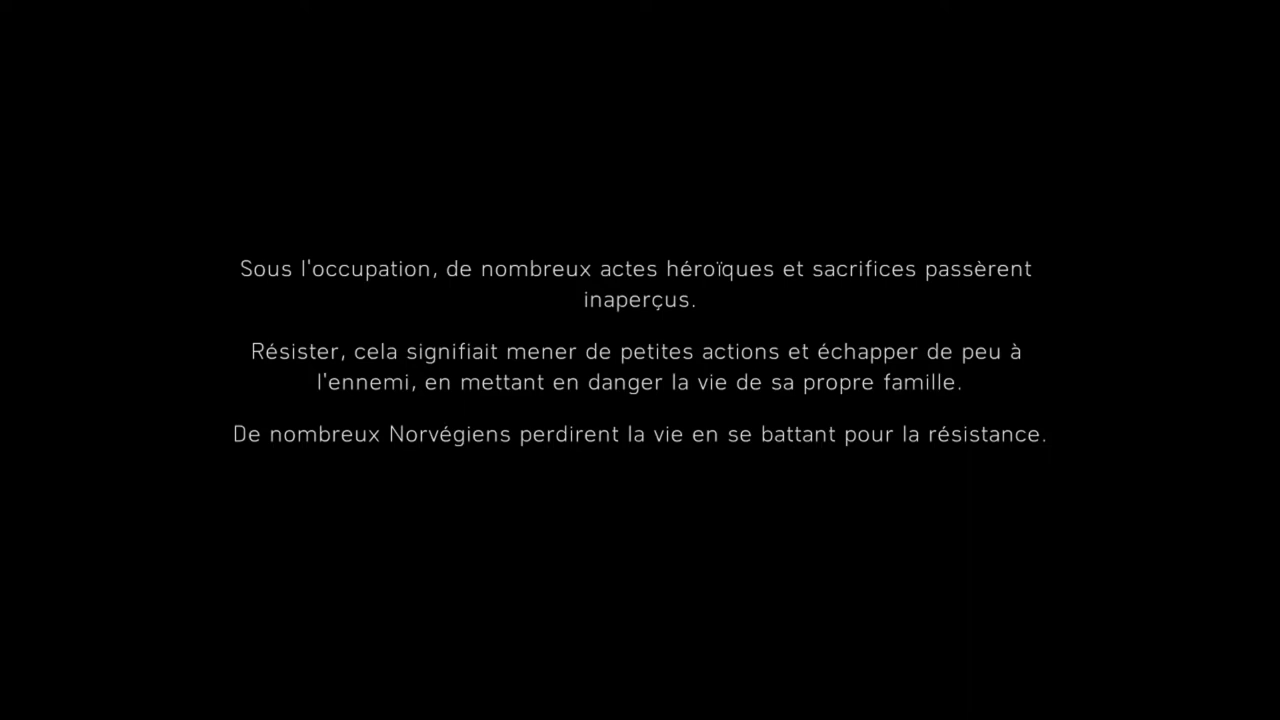 Sous l'occupation, de nombreux actes héroïques et sacrifices passèrent
inaperçus.
Résister, cela signifiait mener de petites actions et échapper de peu à
l'ennemi, en mettant en danger la vie de sa propre famille.
De nombreux Norvégiens perdirent la vie en se battant pour la résistance.